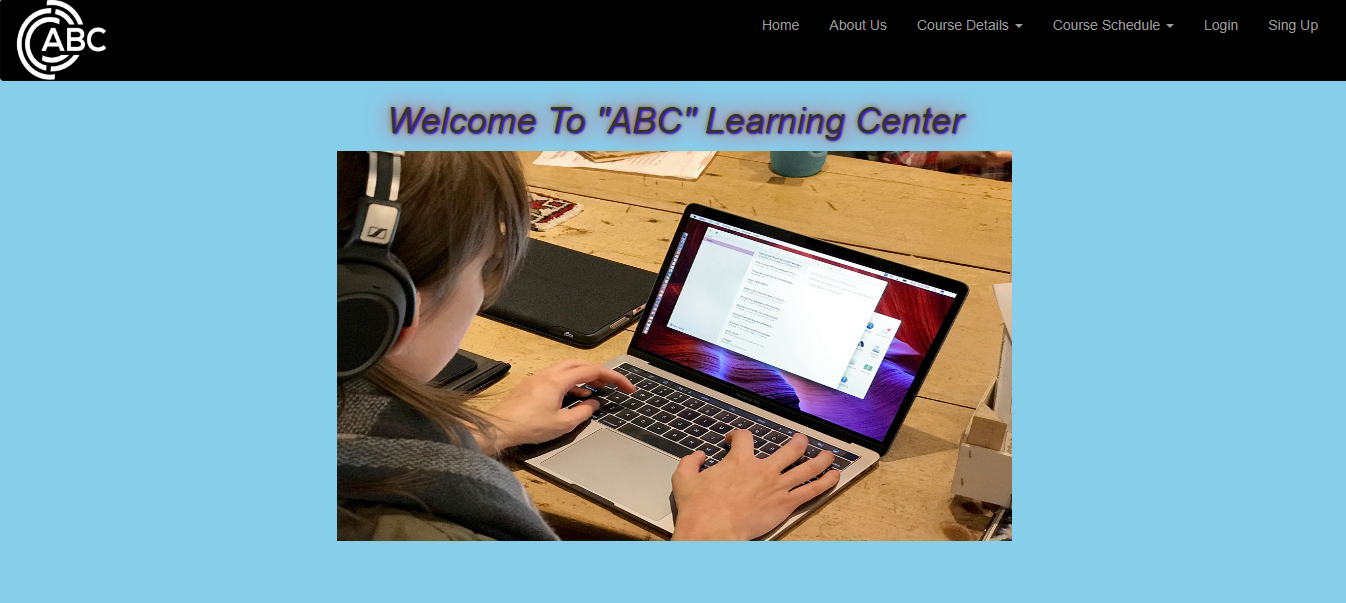 ABC
Home About Us Course Details Course Schedule Login Sing Up
Welcome To "ABC" Learning Center